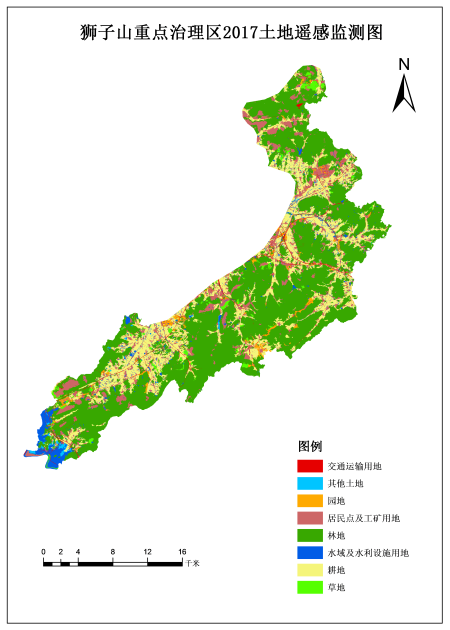 狮子山重点治理区2017土地遥感监测图
N
图例
交通运输用地
其他土地
园地
居民点及工矿用地
林地
水域及水利设施用地
耕地
草地
0 2 4 8 12 16
千米